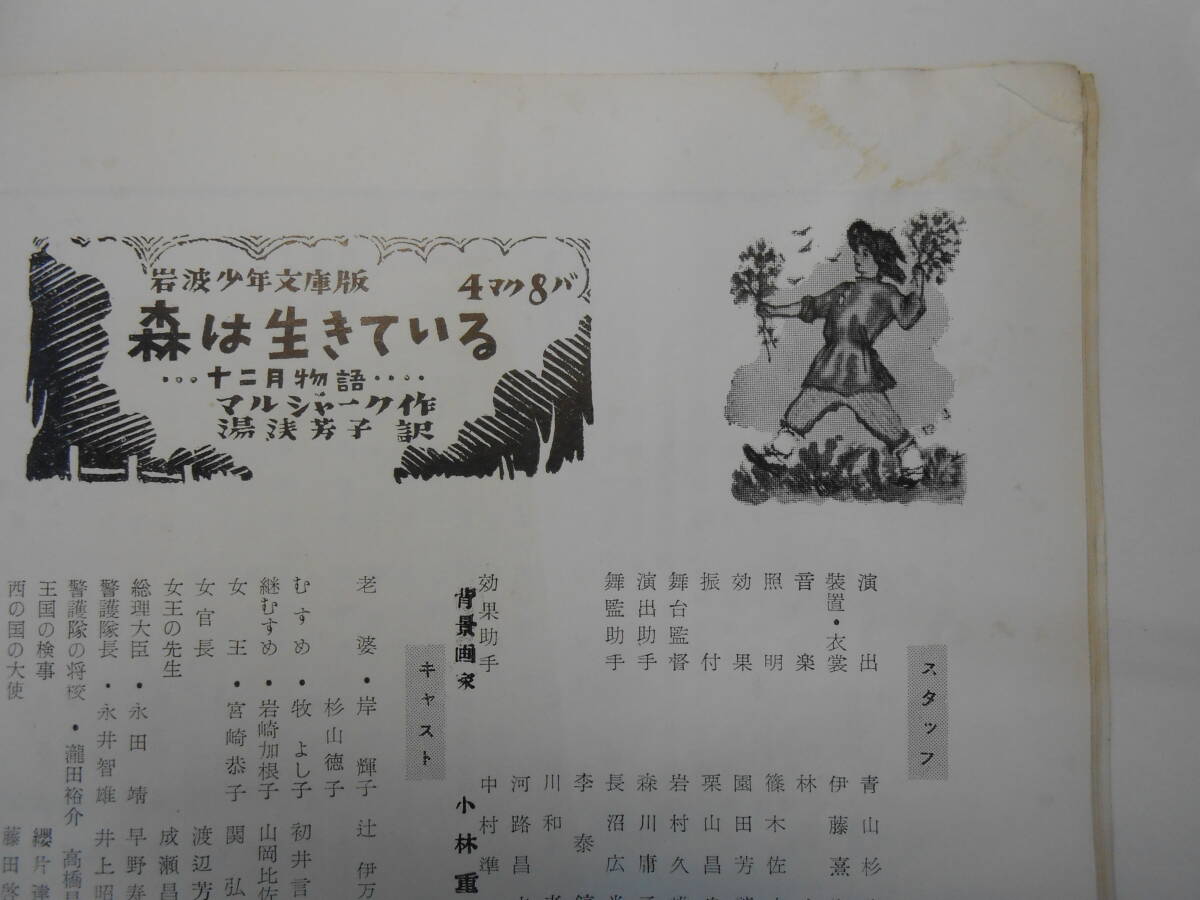 岩波少年文庫版
4マク8バ
森は生きている
…十二月物語‥‥
マルシャーク作
湯浅芳子訳
スタッフ
演出 青山杉
装置・衣裳 伊藤熹
音楽 林
照明 篠木佐
効果 園田芳
振付 栗山昌
舞台監督 岩村久
演出助手 森川庸
舞監助手 長沼広
李泰
川和
河路昌
効果助手 中村準
背景画家 小林重
キャスト
老婆・岸輝子 辻伊万
杉山徳子
むすめ・牧よし子 初井言
継むすめ・岩崎加根子 山岡比佐
女王・宮崎恭子 関弘
女官長 渡辺芳
女王の先生 成瀬昌
総理大臣・永田靖 早野寿
警護隊長・永井智雄 井上昭
警護隊の将校・瀧田裕介 高橋昌
王国の検事 纓片達
西の国の大使 藤田啓